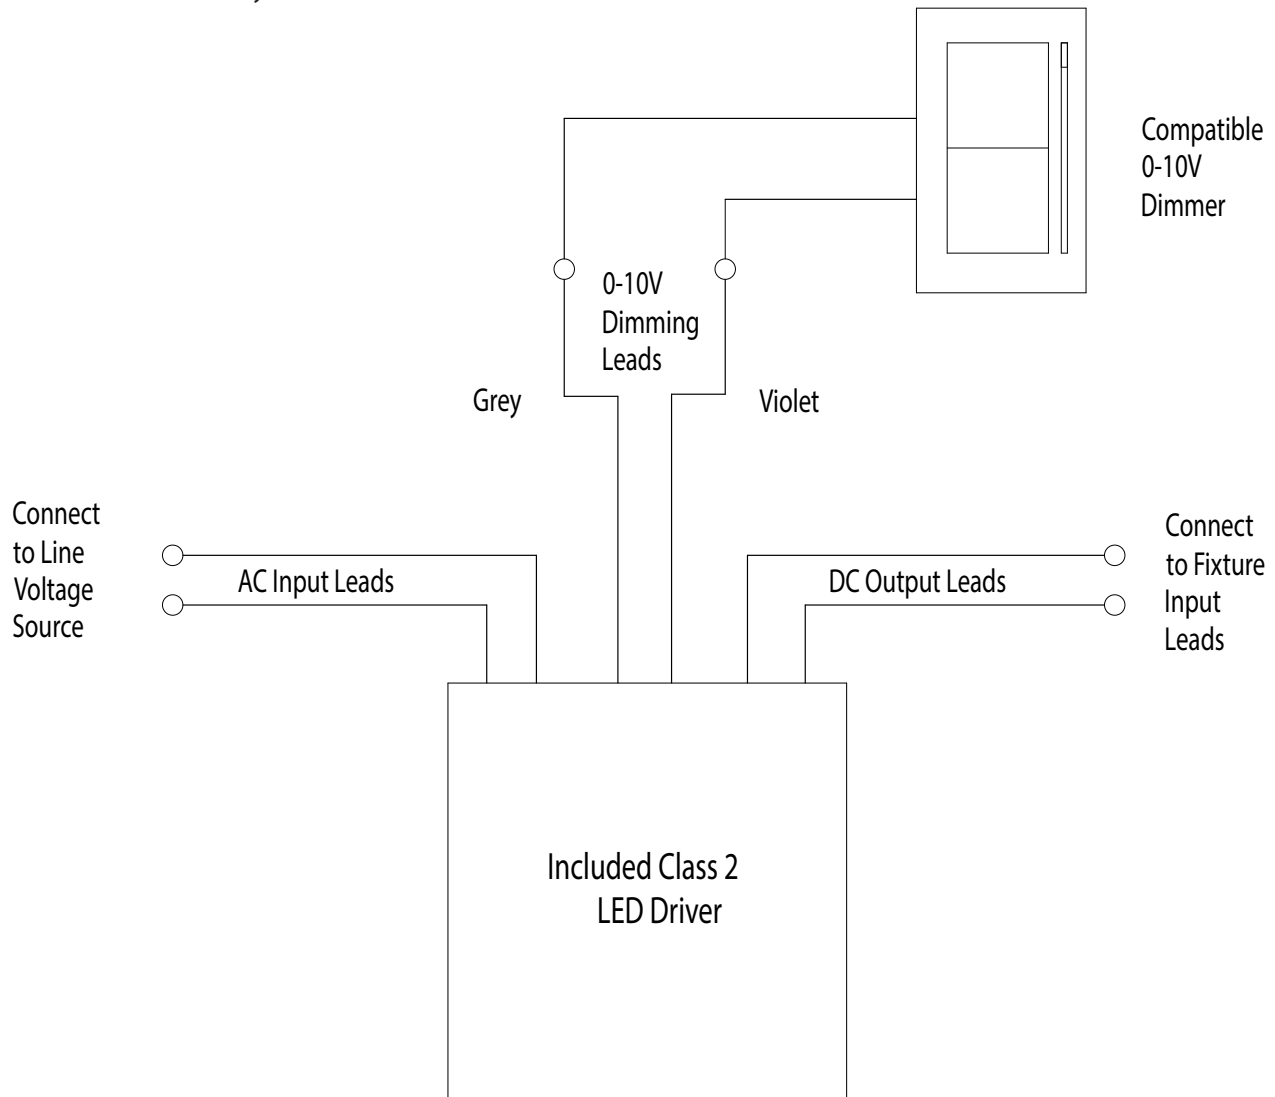 Compatible
0-10V
Dimmer
0-10V
Dimming
Leads
Grey
Violet
Connect
to Line
Voltage
Source
AC Input Leads
DC Output Leads
Connect
to Fixture
Input
Leads
Included Class 2
LED Driver